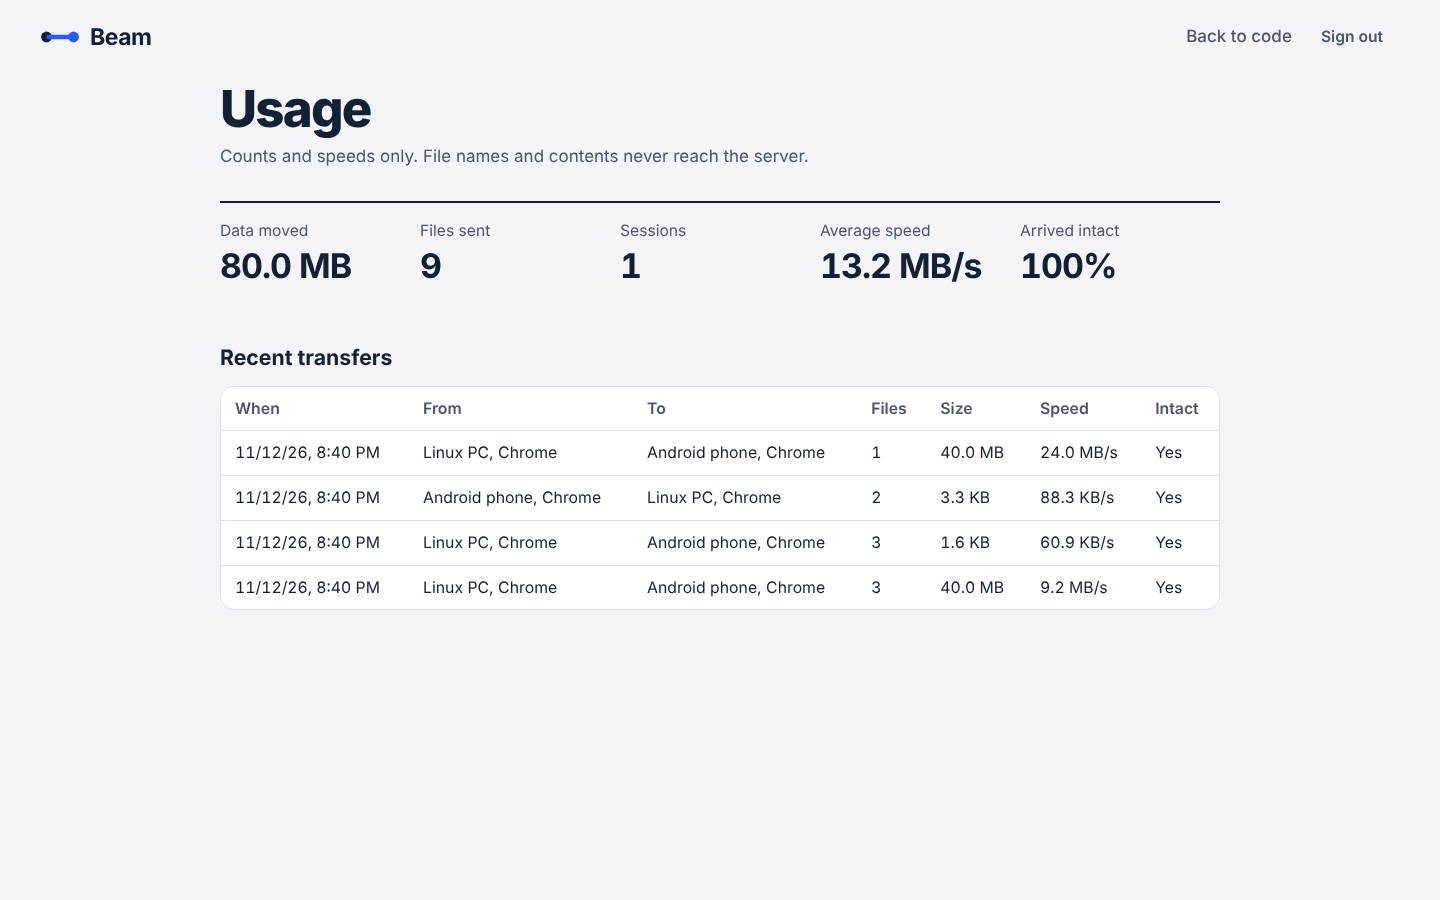 Beam
Back to code Sign out
Usage
Counts and speeds only. File names and contents never reach the server.
Data moved Files sent Sessions Average speed Arrived intact
80.0 MB 9 1 13.2 MB/s 100%
Recent transfers
When From To Files Size Speed Intact
11/12/26, 8:40 PM Linux PC, Chrome Android phone, Chrome 1 40.0 MB 24.0 MB/s Yes
11/12/26, 8:40 PM Android phone, Chrome Linux PC, Chrome 2 3.3 KB 88.3 KB/s Yes
11/12/26, 8:40 PM Linux PC, Chrome Android phone, Chrome 3 1.6 KB 60.9 KB/s Yes
11/12/26, 8:40 PM Linux PC, Chrome Android phone, Chrome 3 40.0 MB 9.2 MB/s Yes